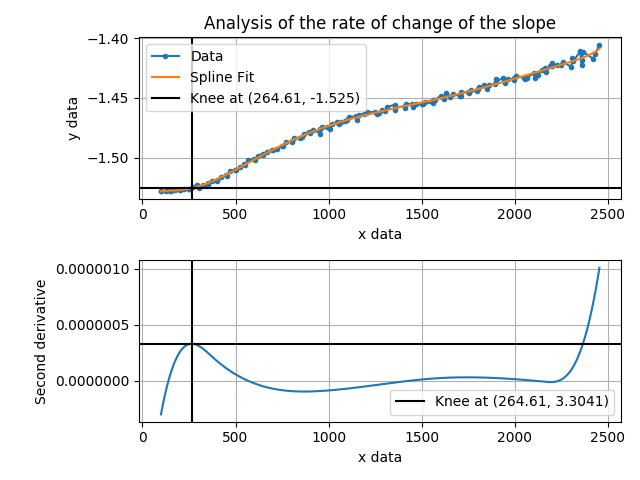 Analysis of the rate of change of the slope
−1.40
−1.45
−1.50
y data
Data
Spline Fit
Knee at (264.61, -1.525)
0 500 1000 1500 2000 2500
x data
0.0000010
0.0000005
0.0000000
Second derivative
Knee at (264.61, 3.3041)
0 500 1000 1500 2000 2500
x data